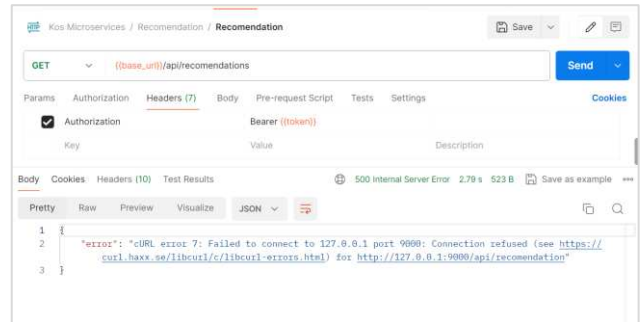 HTTP Kos Microservices / Recomendation / Recomendation Save
GET {{base_url}}/api/recomendations Send
Params Authorization Headers (7) Body Pre-request Script Tests Settings Cookies
Authorization Bearer {{token}}
Key Value Description
Body Cookies Headers (10) Test Results 500 Internal Server Error 2.79 s 523 B Save as example
Pretty Raw Preview Visualize JSON
1 {
2 "error": "cURL error 7: Failed to connect to 127.0.0.1 port 9000: Connection refused (see https://
curl.haxx.se/libcurl/c/libcurl-errors.html) for http://127.0.0.1:9000/api/recomendation"
3 }